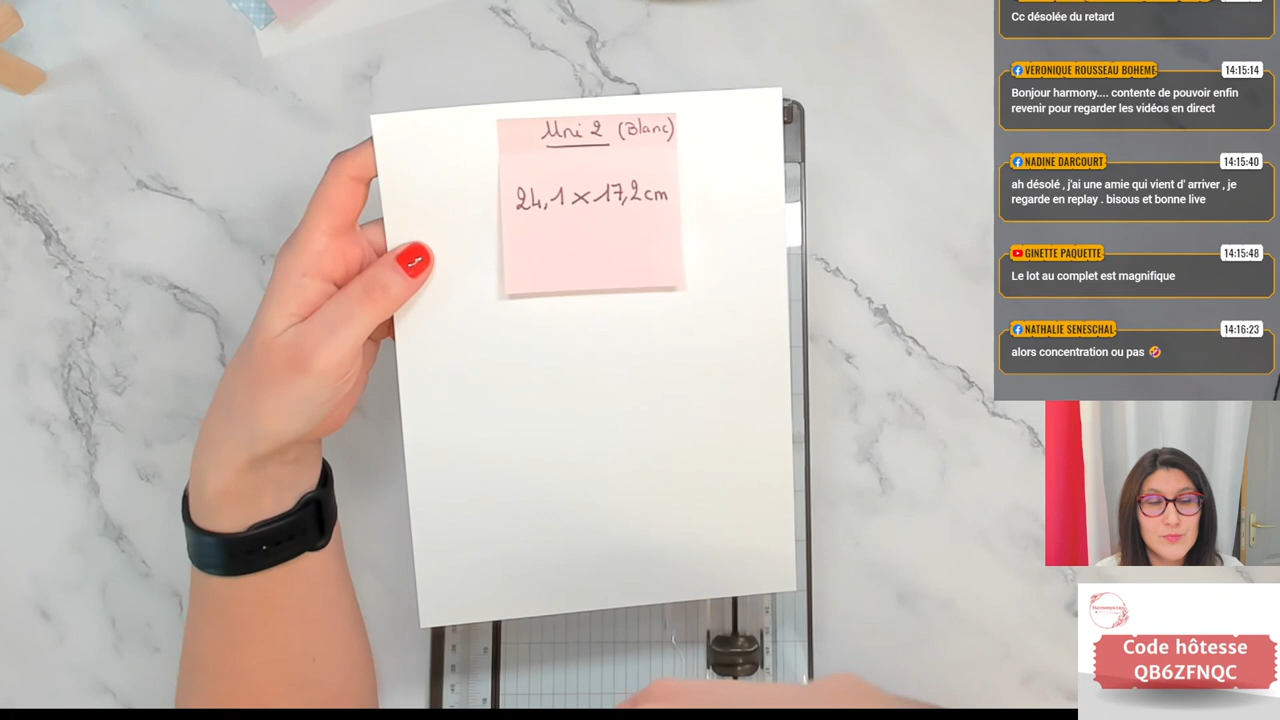 Uni 2 (Blanc)
24,1 x 17,2 cm
Cc désolée du retard
VERONIQUE ROUSSEAU BOHEME
14:15:14
Bonjour harmony.... contente de pouvoir enfin
revenir pour regarder les vidéos en direct
NADINE DARCOURT
14:15:40
ah désolé , j'ai une amie qui vient d' arriver , je
regarde en replay . bisous et bonne live
GINETTE PAQUETTE
14:15:48
Le lot au complet est magnifique
NATHALIE SENESCHAL
14:16:23
alors concentration ou pas 🤣
Code hôtesse
QB6ZFNQC